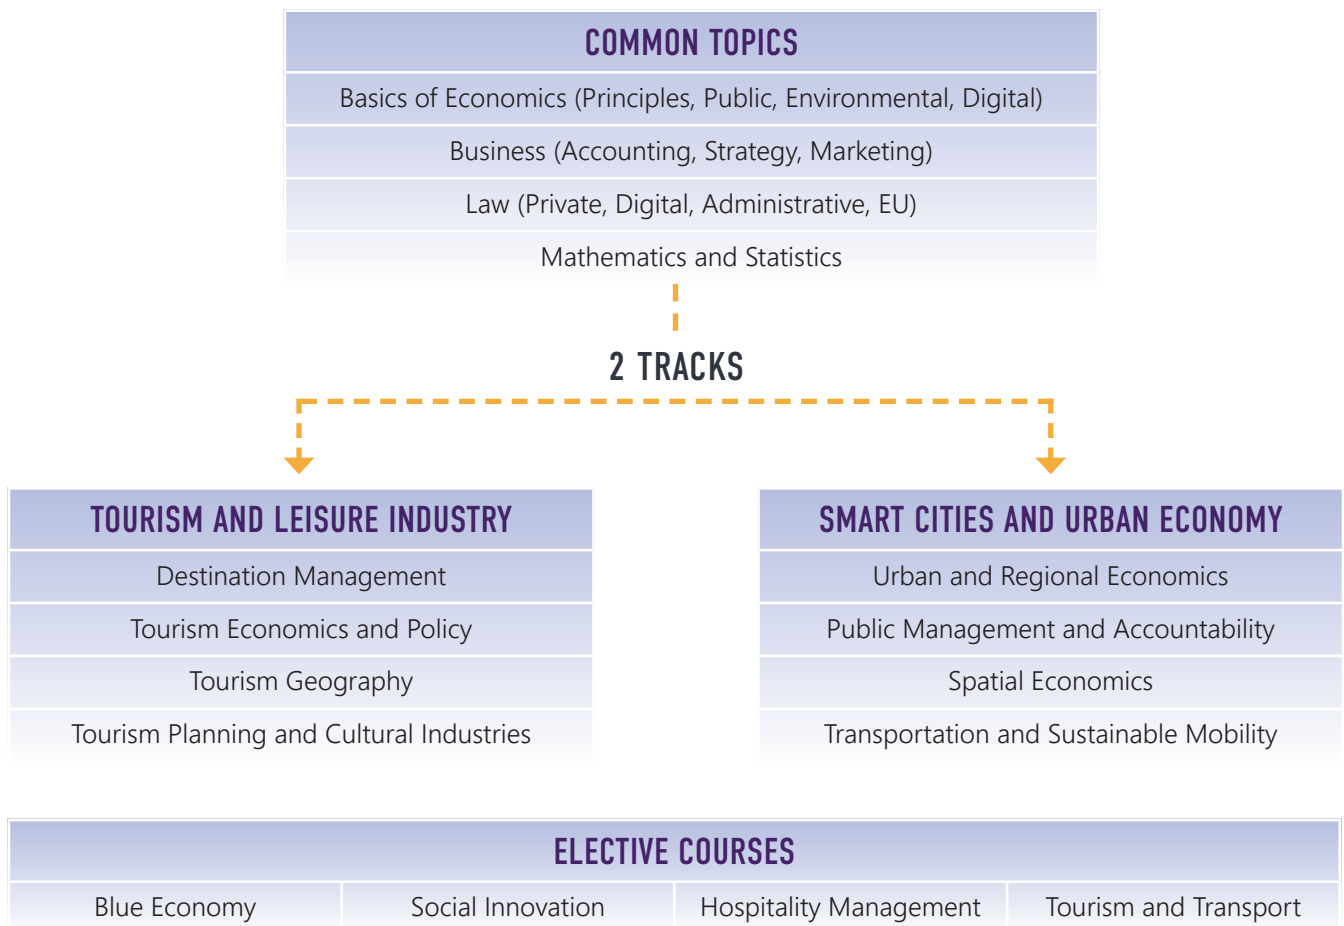 COMMON TOPICS
Basics of Economics (Principles, Public, Environmental, Digital)
Business (Accounting, Strategy, Marketing)
Law (Private, Digital, Administrative, EU)
Mathematics and Statistics
2 TRACKS
TOURISM AND LEISURE INDUSTRY
Destination Management
Tourism Economics and Policy
Tourism Geography
Tourism Planning and Cultural Industries
SMART CITIES AND URBAN ECONOMY
Urban and Regional Economics
Public Management and Accountability
Spatial Economics
Transportation and Sustainable Mobility
ELECTIVE COURSES
Blue Economy
Social Innovation
Hospitality Management
Tourism and Transport